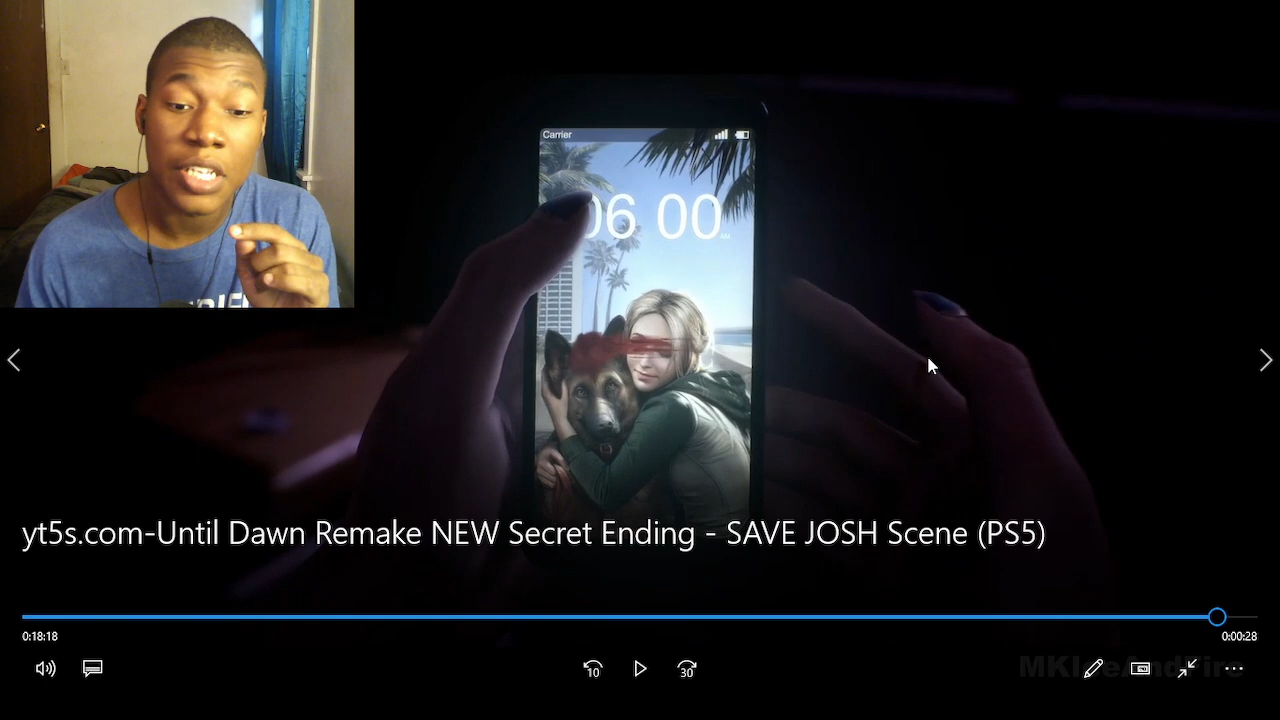 Carrier
06 00
yt5s.com-Until Dawn Remake NEW Secret Ending - SAVE JOSH Scene (PS5)
0:18:18
0:00:28
10
30
MKIceAndFire